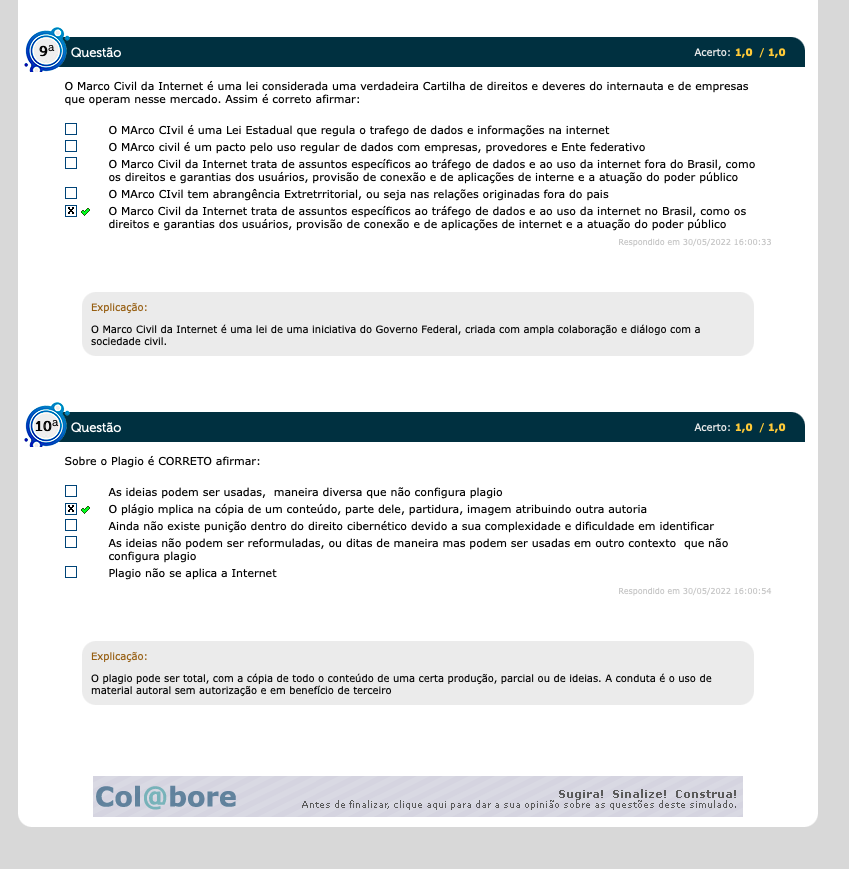 9ª Questão Acerto: 1,0 / 1,0
O Marco Civil da Internet é uma lei considerada uma verdadeira Cartilha de direitos e deveres do internauta e de empresas
que operam nesse mercado. Assim é correto afirmar:
O MArco CIvil é uma Lei Estadual que regula o trafego de dados e informações na internet
O MArco civil é um pacto pelo uso regular de dados com empresas, provedores e Ente federativo
O Marco Civil da Internet trata de assuntos específicos ao tráfego de dados e ao uso da internet fora do Brasil, como
os direitos e garantias dos usuários, provisão de conexão e de aplicações de interne e a atuação do poder público
O MArco CIvil tem abrangência Extretrritorial, ou seja nas relações originadas fora do pais
X O Marco Civil da Internet trata de assuntos específicos ao tráfego de dados e ao uso da internet no Brasil, como os
direitos e garantias dos usuários, provisão de conexão e de aplicações de internet e a atuação do poder público
Respondido em 30/05/2022 16:00:33
Explicação:
O Marco Civil da Internet é uma lei de uma iniciativa do Governo Federal, criada com ampla colaboração e diálogo com a
sociedade civil.
10ª Questão Acerto: 1,0 / 1,0
Sobre o Plagio é CORRETO afirmar:
As ideias podem ser usadas, maneira diversa que não configura plagio
X O plágio mplica na cópia de um conteúdo, parte dele, partidura, imagem atribuindo outra autoria
Ainda não existe punição dentro do direito cibernético devido a sua complexidade e dificuldade em identificar
As ideias não podem ser reformuladas, ou ditas de maneira mas podem ser usadas em outro contexto que não
configura plagio
Plagio não se aplica a Internet
Respondido em 30/05/2022 16:00:54
Explicação:
O plagio pode ser total, com a cópia de todo o conteúdo de uma certa produção, parcial ou de ideias. A conduta é o uso de
material autoral sem autorização e em benefício de terceiro
Col@bore
Sugira! Sinalize! Construa!
Antes de finalizar, clique aqui para dar a sua opinião sobre as questões deste simulado.